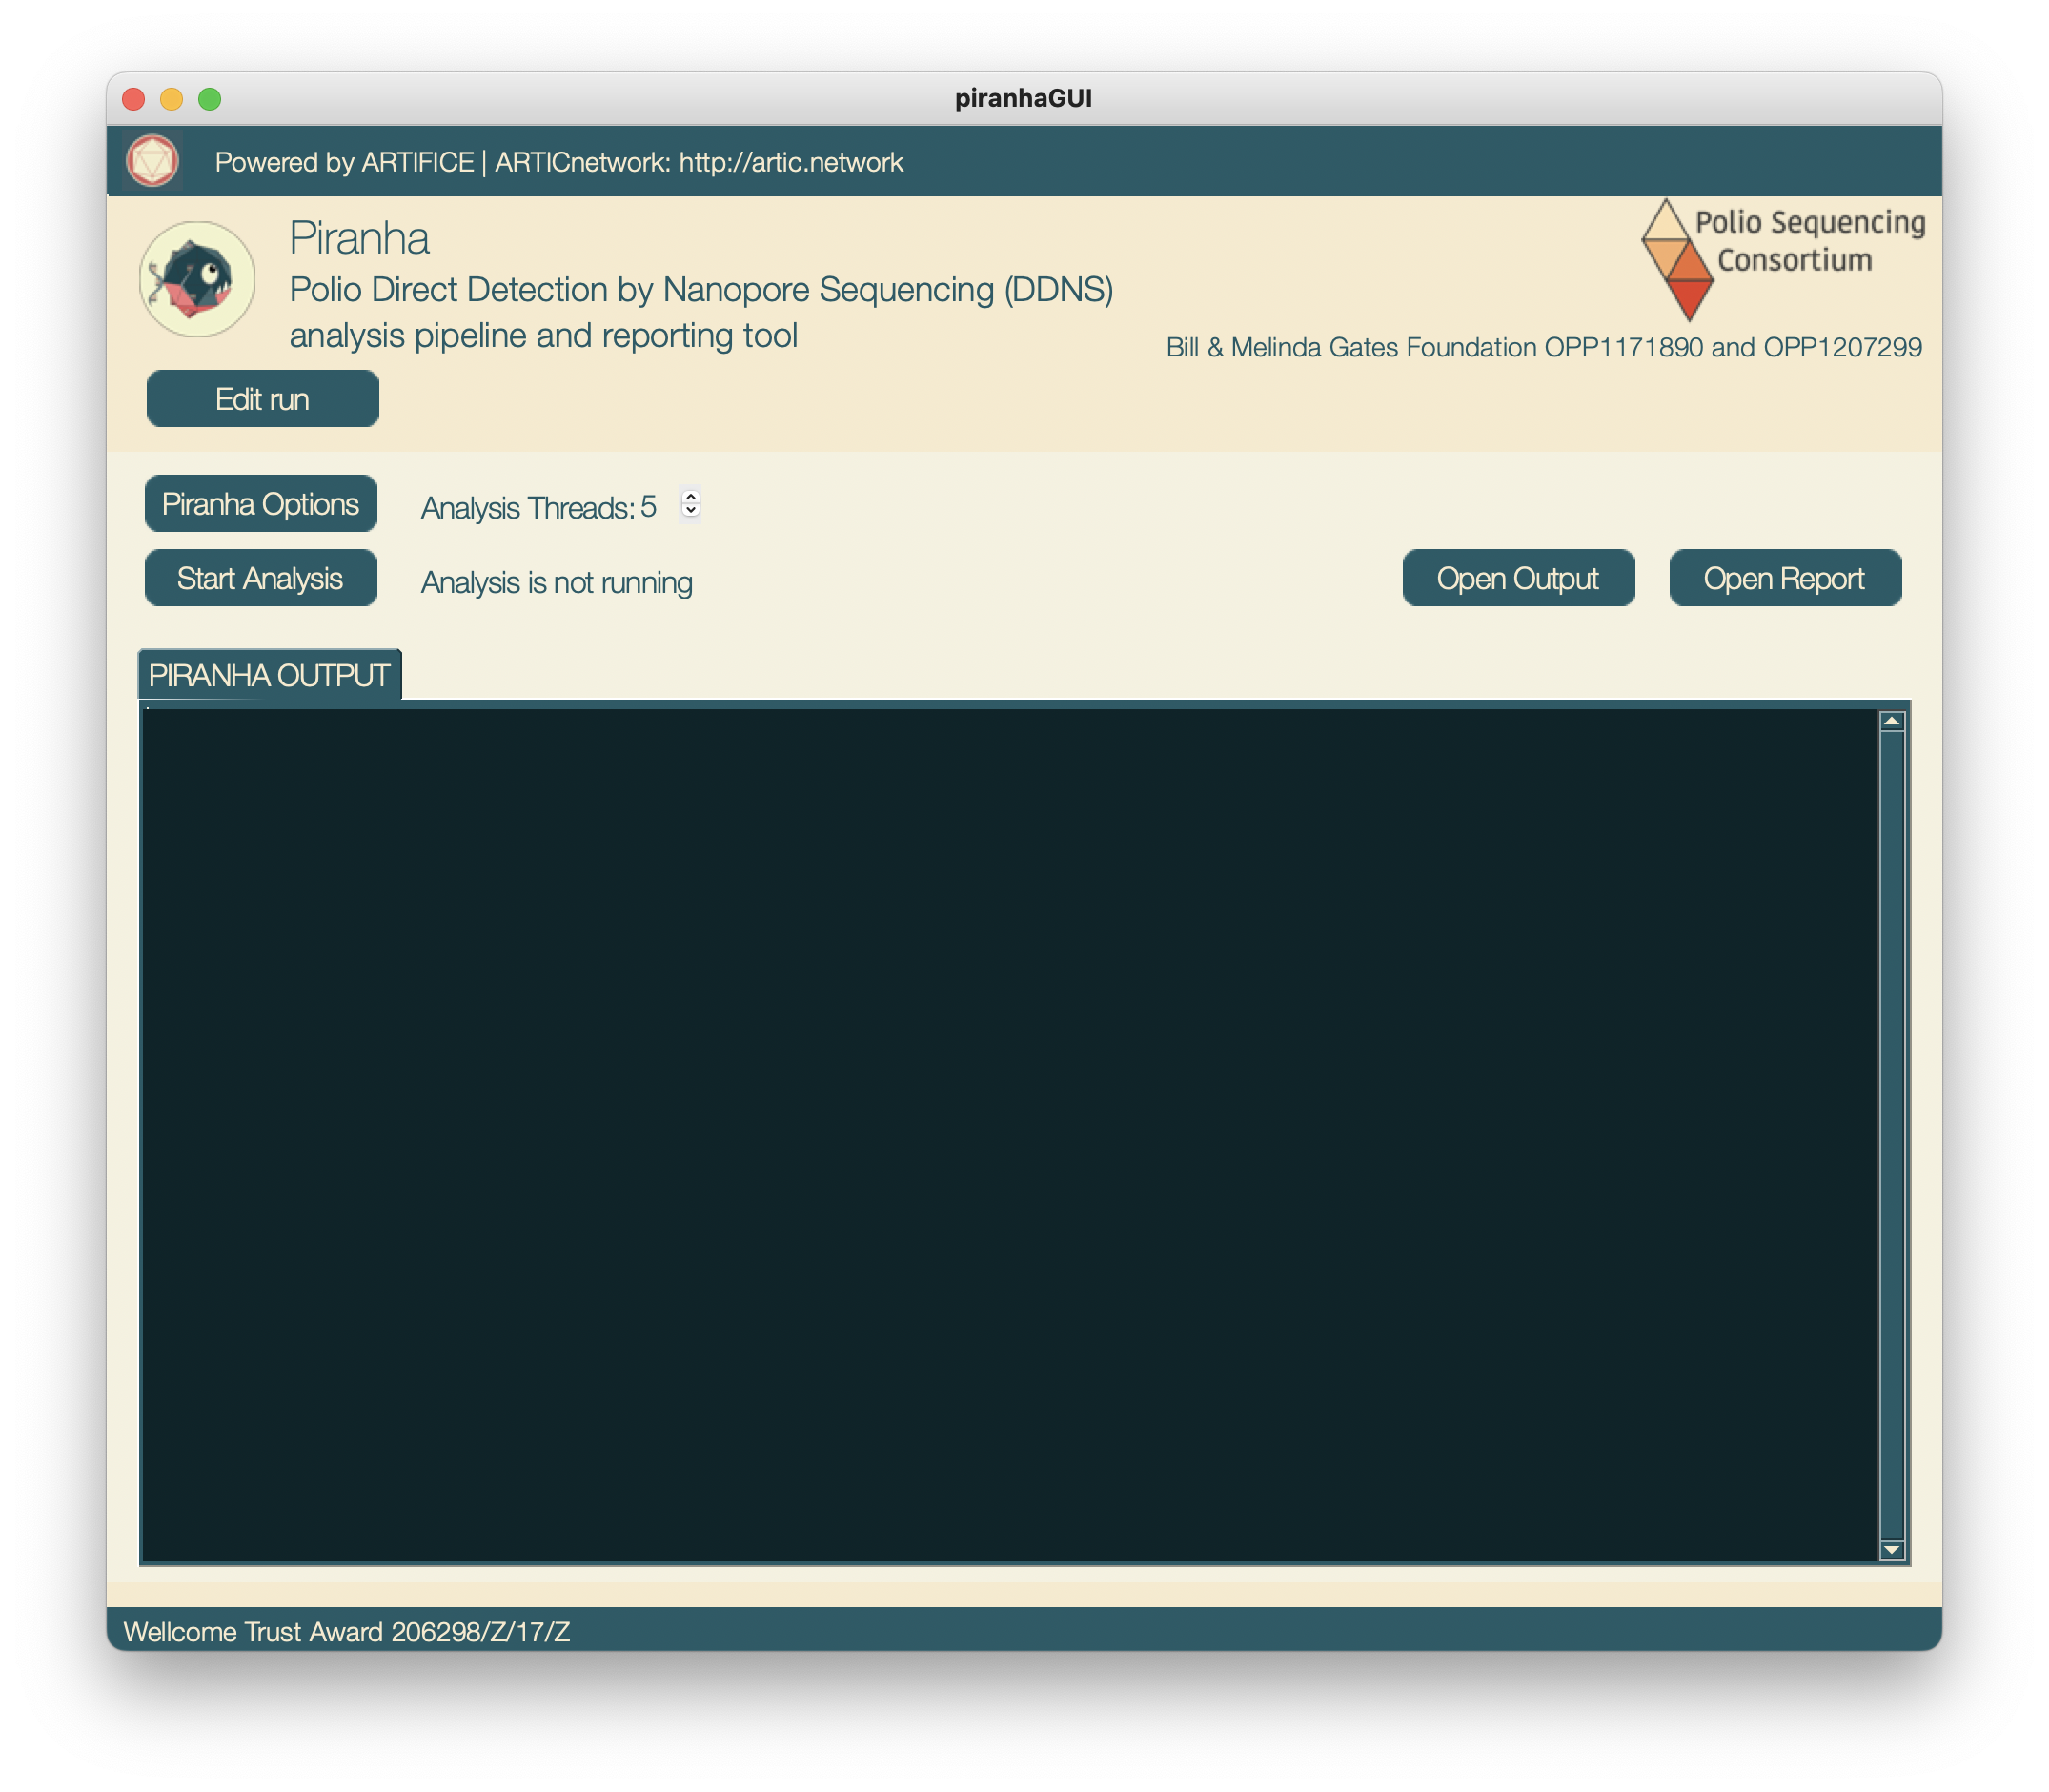 piranhaGUI
Powered by ARTIFICE | ARTICnetwork: http://artic.network
Piranha
Polio Direct Detection by Nanopore Sequencing (DDNS)
analysis pipeline and reporting tool
Polio Sequencing
Consortium
Bill & Melinda Gates Foundation OPP1171890 and OPP1207299
Edit run
Piranha Options
Analysis Threads: 5
Start Analysis
Analysis is not running
Open Output
Open Report
PIRANHA OUTPUT
Wellcome Trust Award 206298/Z/17/Z